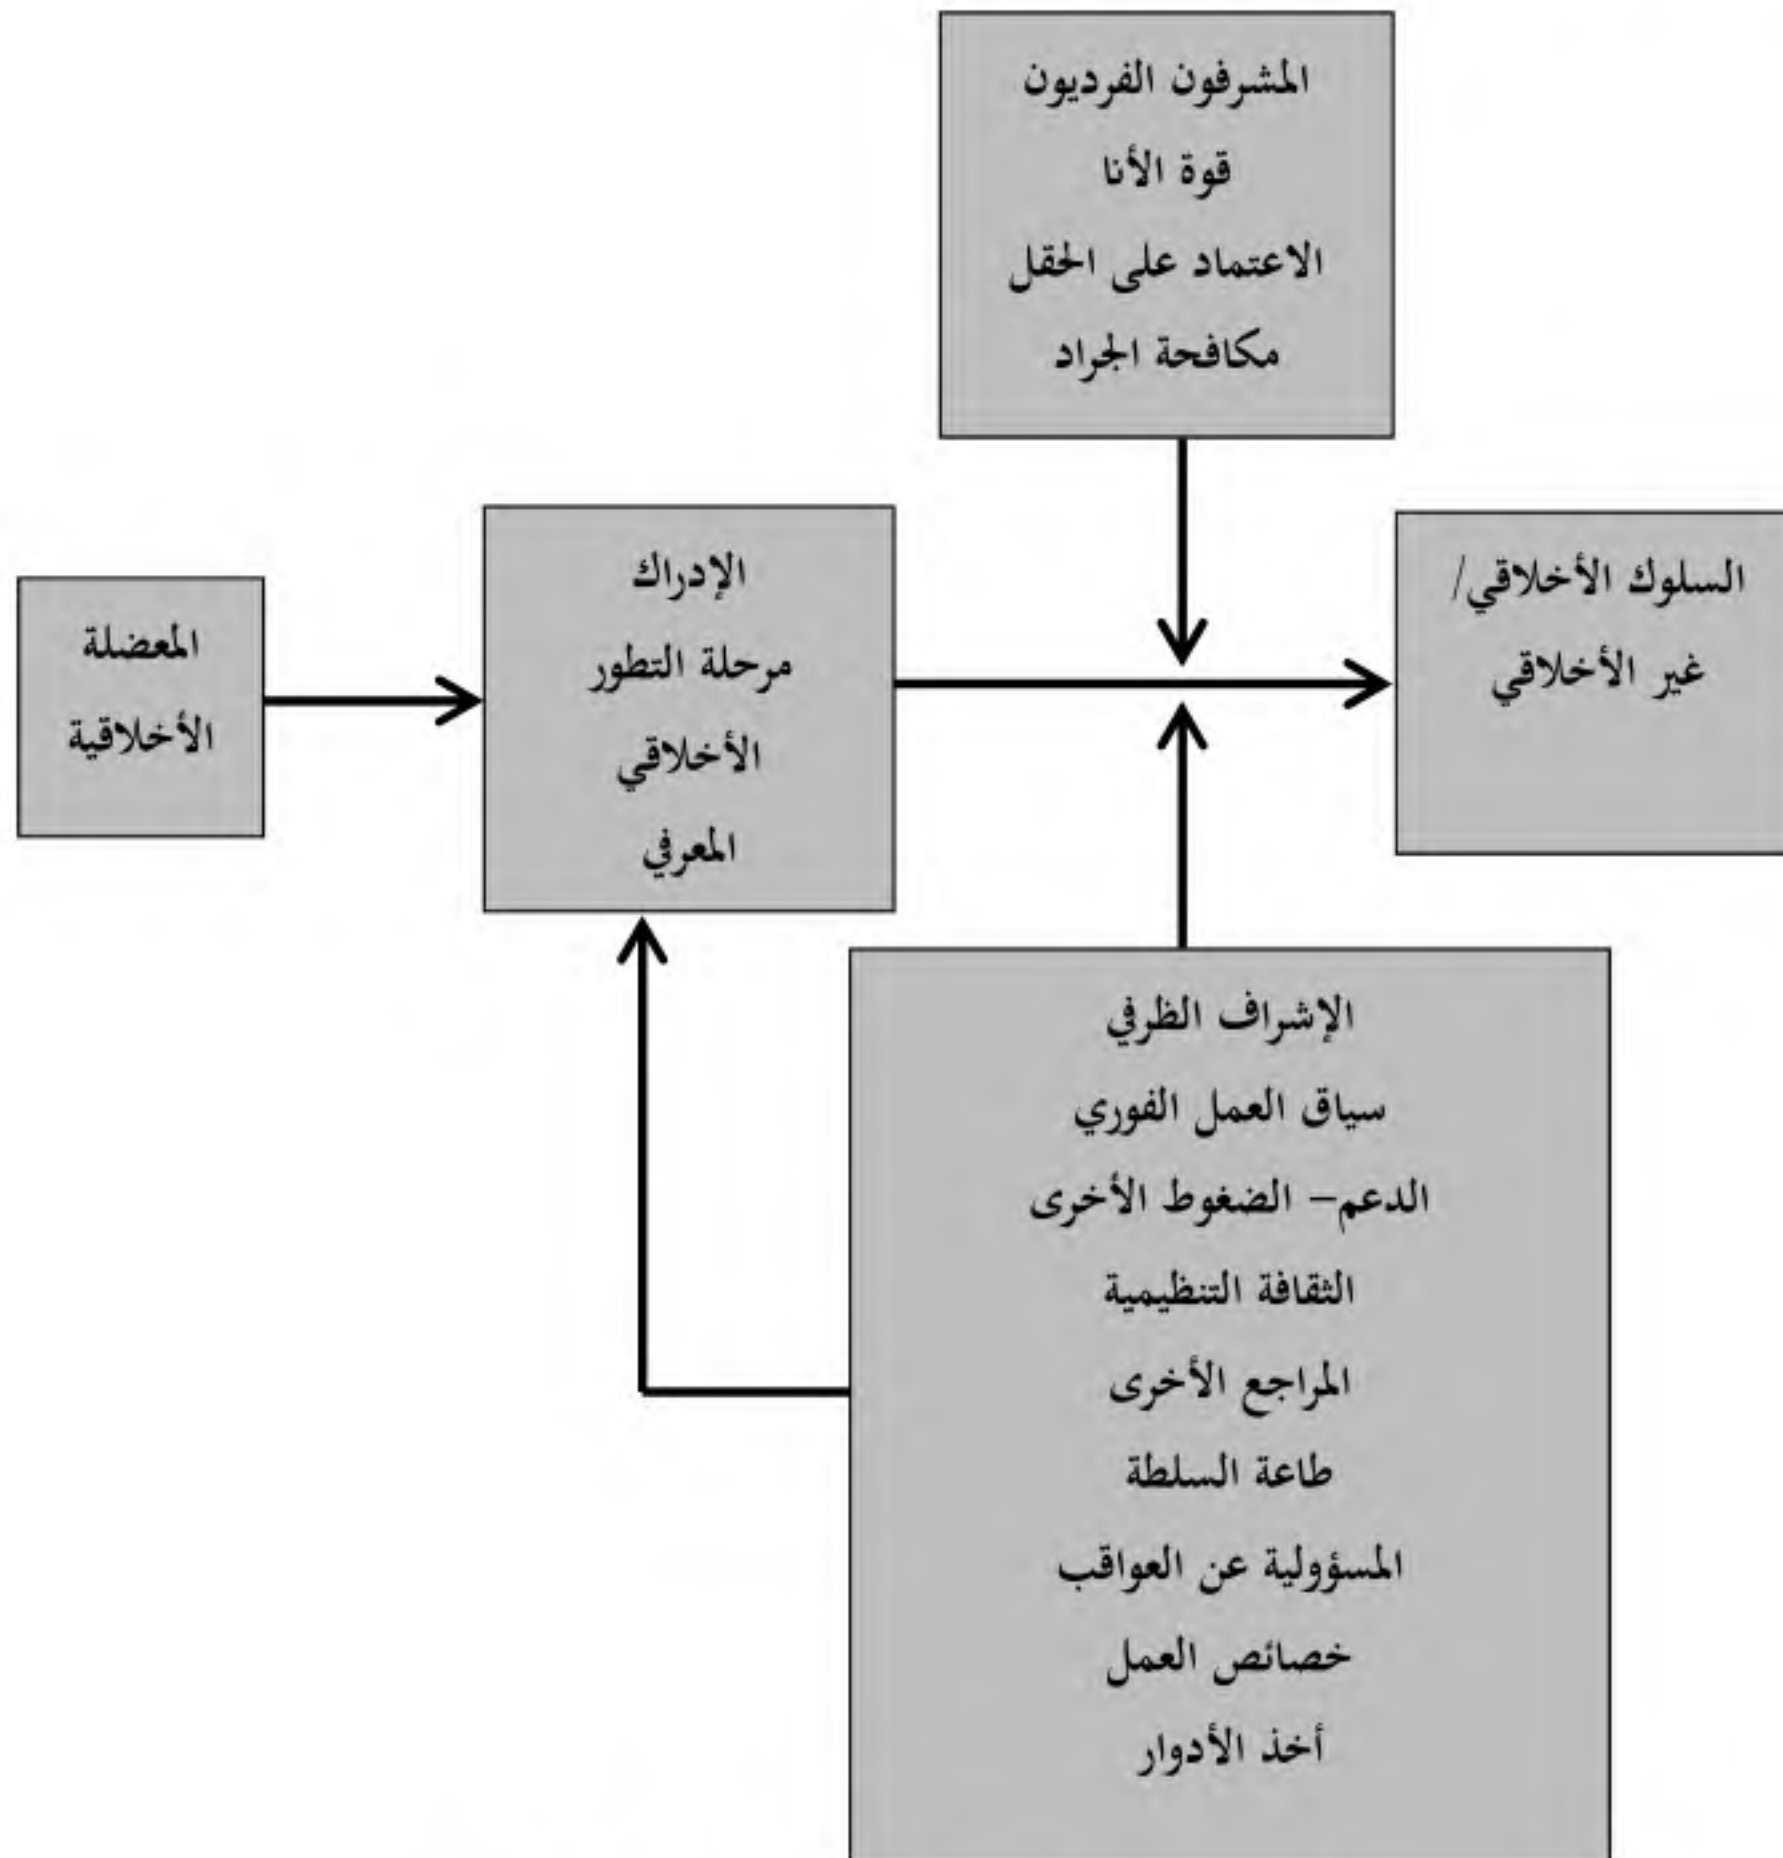 المشرفون الفرديون
قوة الأنا
الاعتماد على الحقل
مكافحة الجراد
المعضلة
الأخلاقية
الإدراك
مرحلة التطور
الأخلاقي
المعرفي
السلوك الأخلاقي/
غير الأخلاقي
الإشراف الظرفي
سياق العمل الفوري
الدعم– الضغوط الأخرى
الثقافة التنظيمية
المراجع الأخرى
طاعة السلطة
المسؤولية عن العواقب
خصائص العمل
أخذ الأدوار